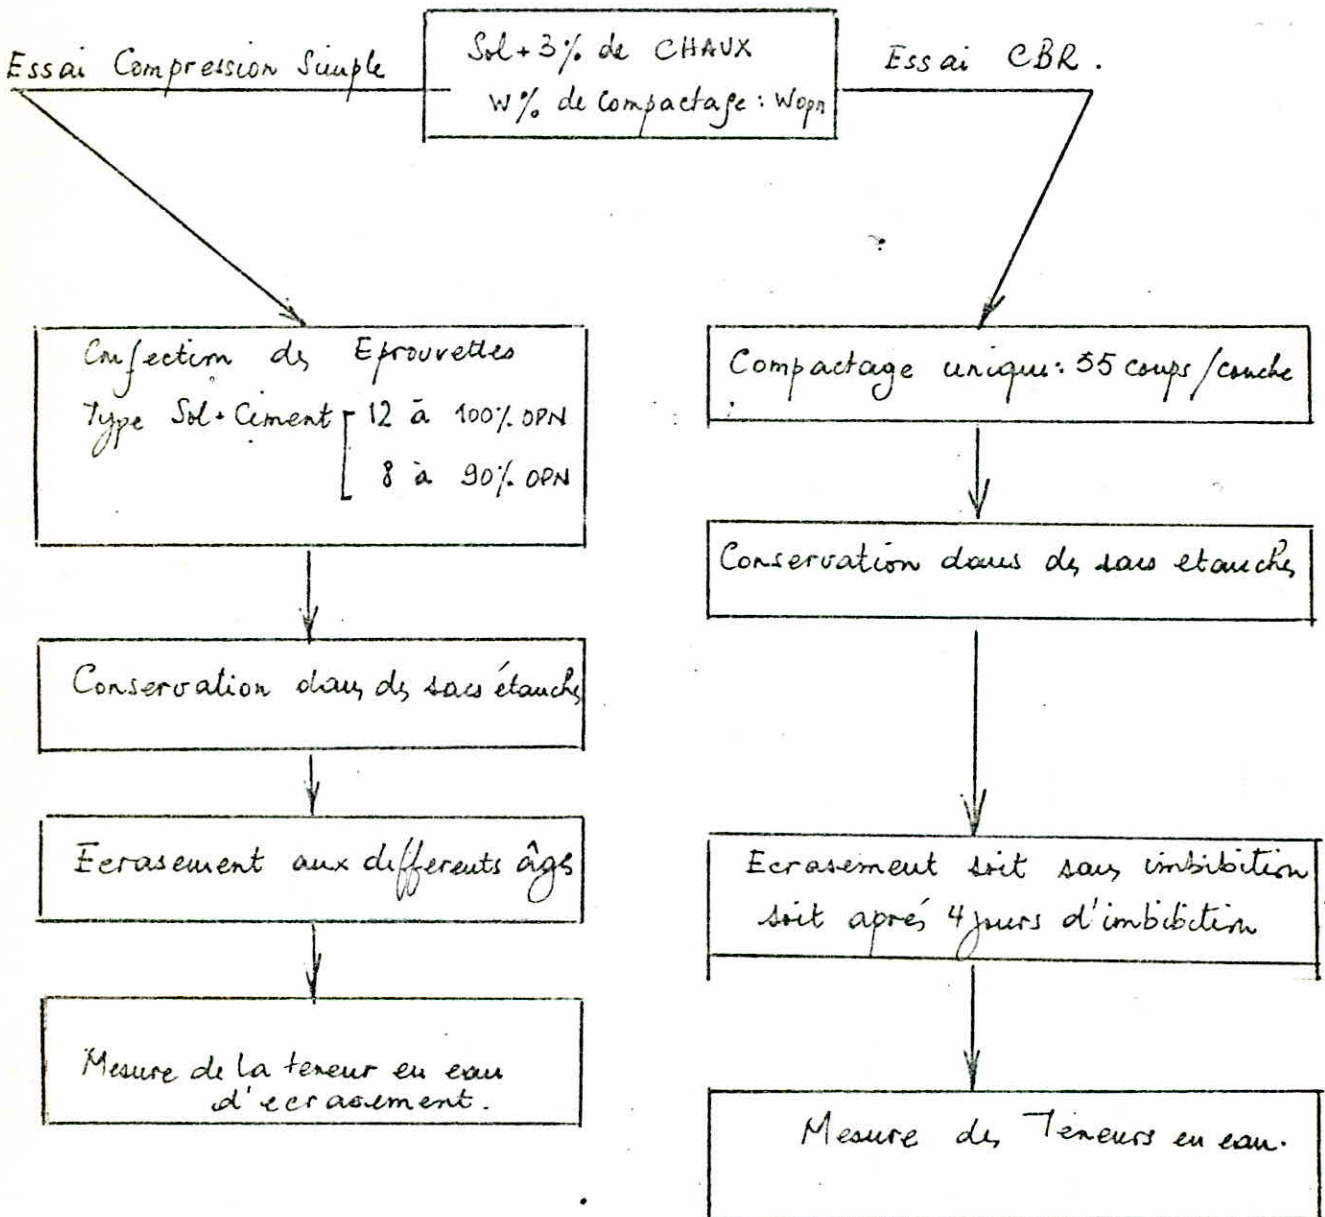 Essai Compression Simple
Sol + 3% de CHAUX
W% de Compactage : Wopn
Essai CBR.
Confection des Eprouvettes
Type Sol + Ciment [ 12 à 100% OPN
8 à 90% OPN
Conservation dans des sacs étanches
Ecrasement aux differents âges
Mesure de la teneur en eau
d'ecrasement.
Compactage unique : 55 coups / couche
Conservation dans des sacs etanches
Ecrasement soit sans imbibition
soit aprés 4 jours d'imbibition
Mesure des Teneurs en eau.